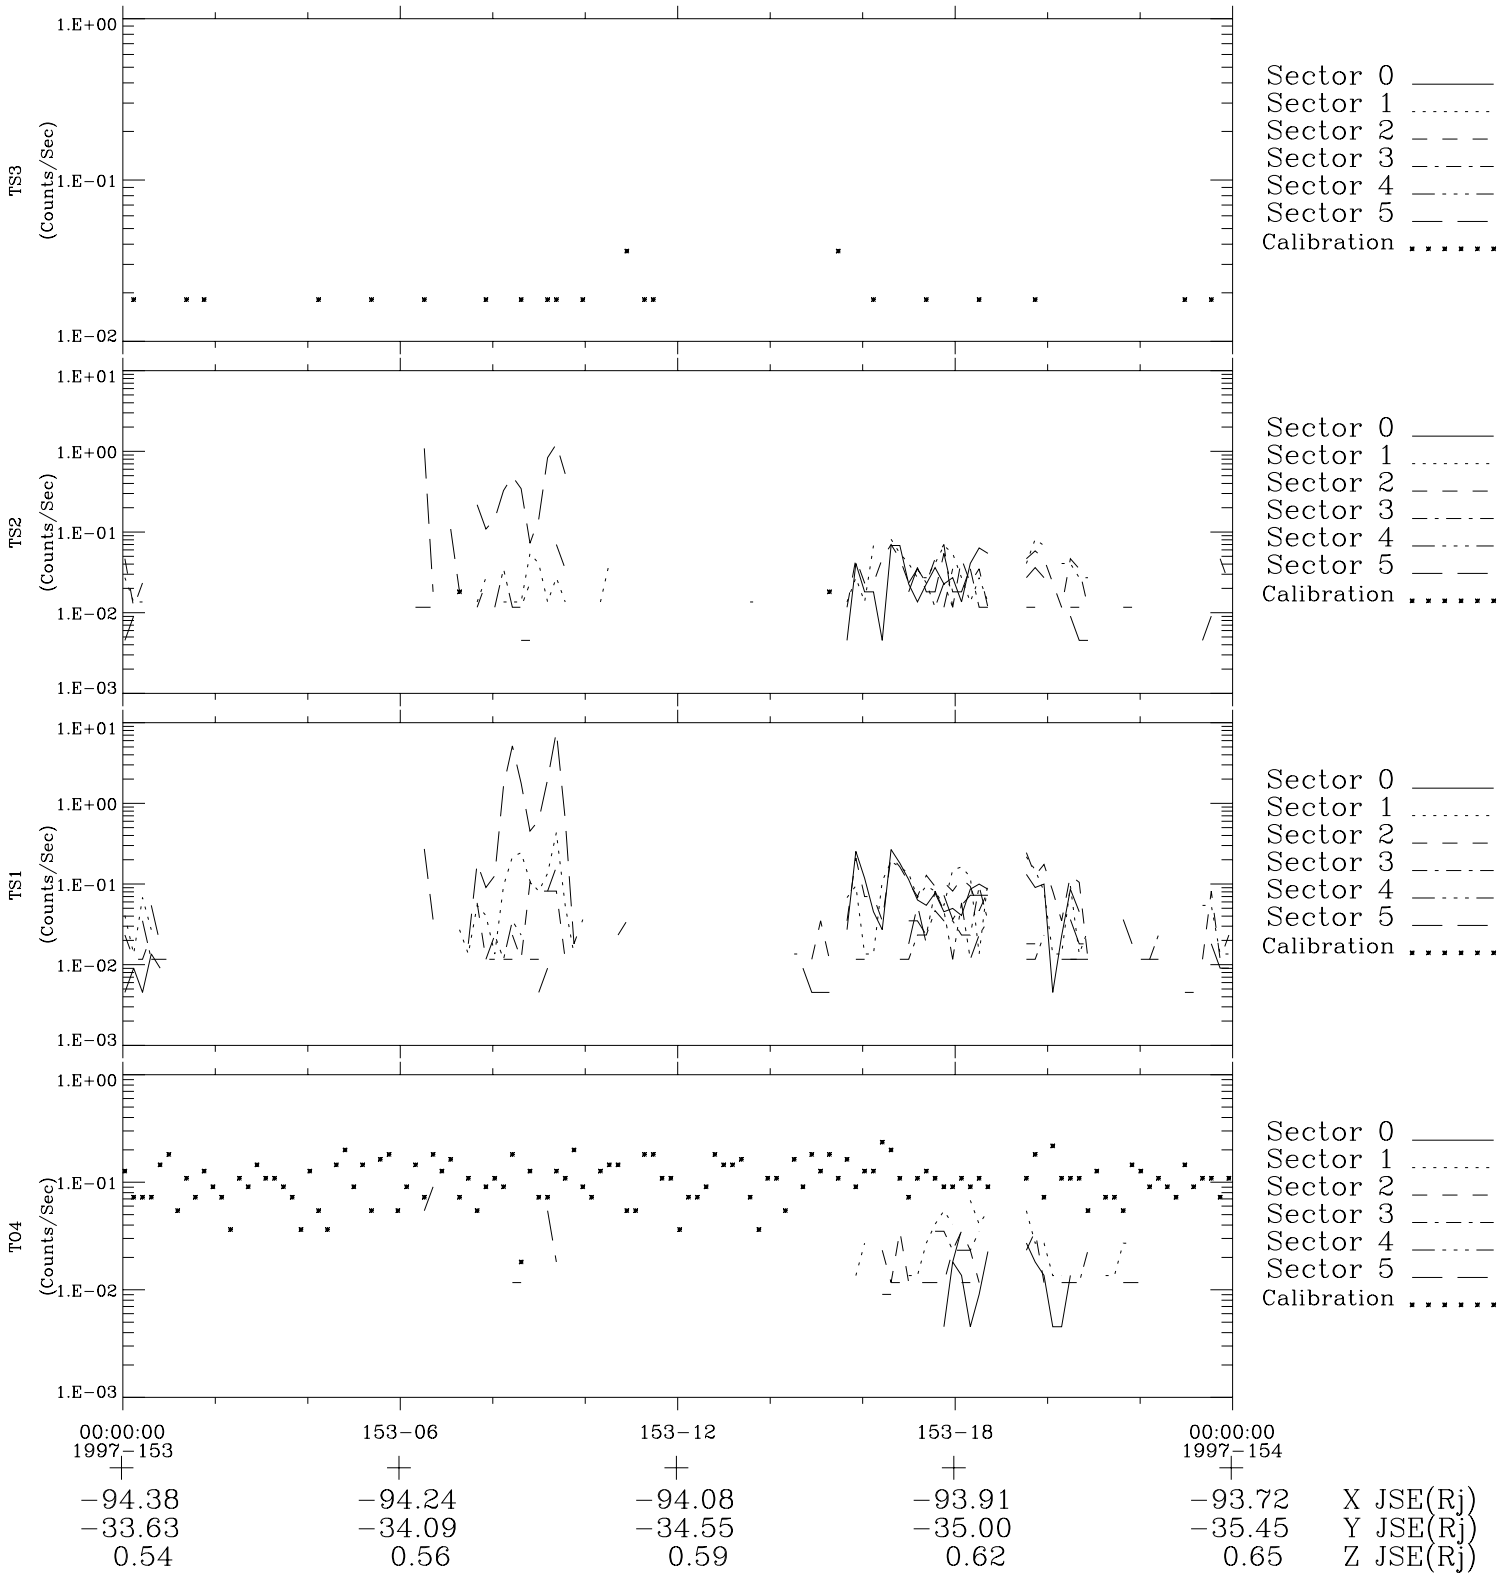 1.E+00
1.E-01
1.E-02
TS3
(Counts/Sec)
Sector 0
Sector 1
Sector 2
Sector 3
Sector 4
Sector 5
Calibration
1.E+01
1.E+00
1.E-01
1.E-02
1.E-03
TS2
(Counts/Sec)
Sector 0
Sector 1
Sector 2
Sector 3
Sector 4
Sector 5
Calibration
1.E+01
1.E+00
1.E-01
1.E-02
1.E-03
TS1
(Counts/Sec)
Sector 0
Sector 1
Sector 2
Sector 3
Sector 4
Sector 5
Calibration
1.E+00
1.E-01
1.E-02
1.E-03
TO4
(Counts/Sec)
Sector 0
Sector 1
Sector 2
Sector 3
Sector 4
Sector 5
Calibration
00:00:00 153-06 153-12 153-18 00:00:00
1997-153 1997-154
-94.38 -94.24 -94.08 -93.91 -93.72 X JSE(Rj)
-33.63 -34.09 -34.55 -35.00 -35.45 Y JSE(Rj)
0.54 0.56 0.59 0.62 0.65 Z JSE(Rj)